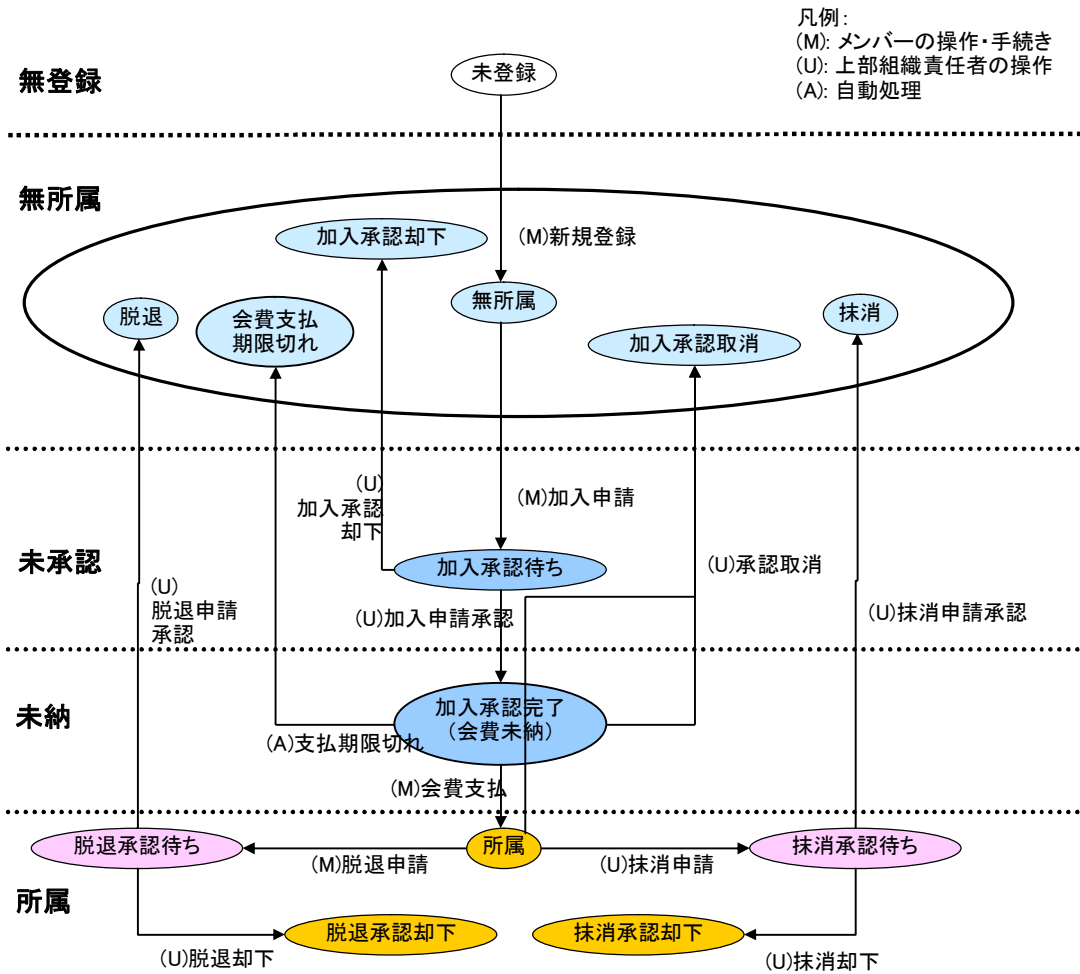 凡例:
(M): メンバーの操作・手続き
(U): 上部組織責任者の操作
(A): 自動処理
無登録
未登録
無所属
加入承認却下
(M)新規登録
脱退
会費支払
期限切れ
無所属
加入承認取消
抹消
(U)
加入承認
却下
(M)加入申請
未承認
加入承認待ち
(U)承認取消
(U)
脱退申請
承認
(U)加入申請承認
(U)抹消申請承認
未納
加入承認完了
(会費未納)
(A)支払期限切れ
(M)会費支払
脱退承認待ち
所属
抹消承認待ち
(M)脱退申請
(U)抹消申請
所属
脱退承認却下
抹消承認却下
(U)脱退却下
(U)抹消却下